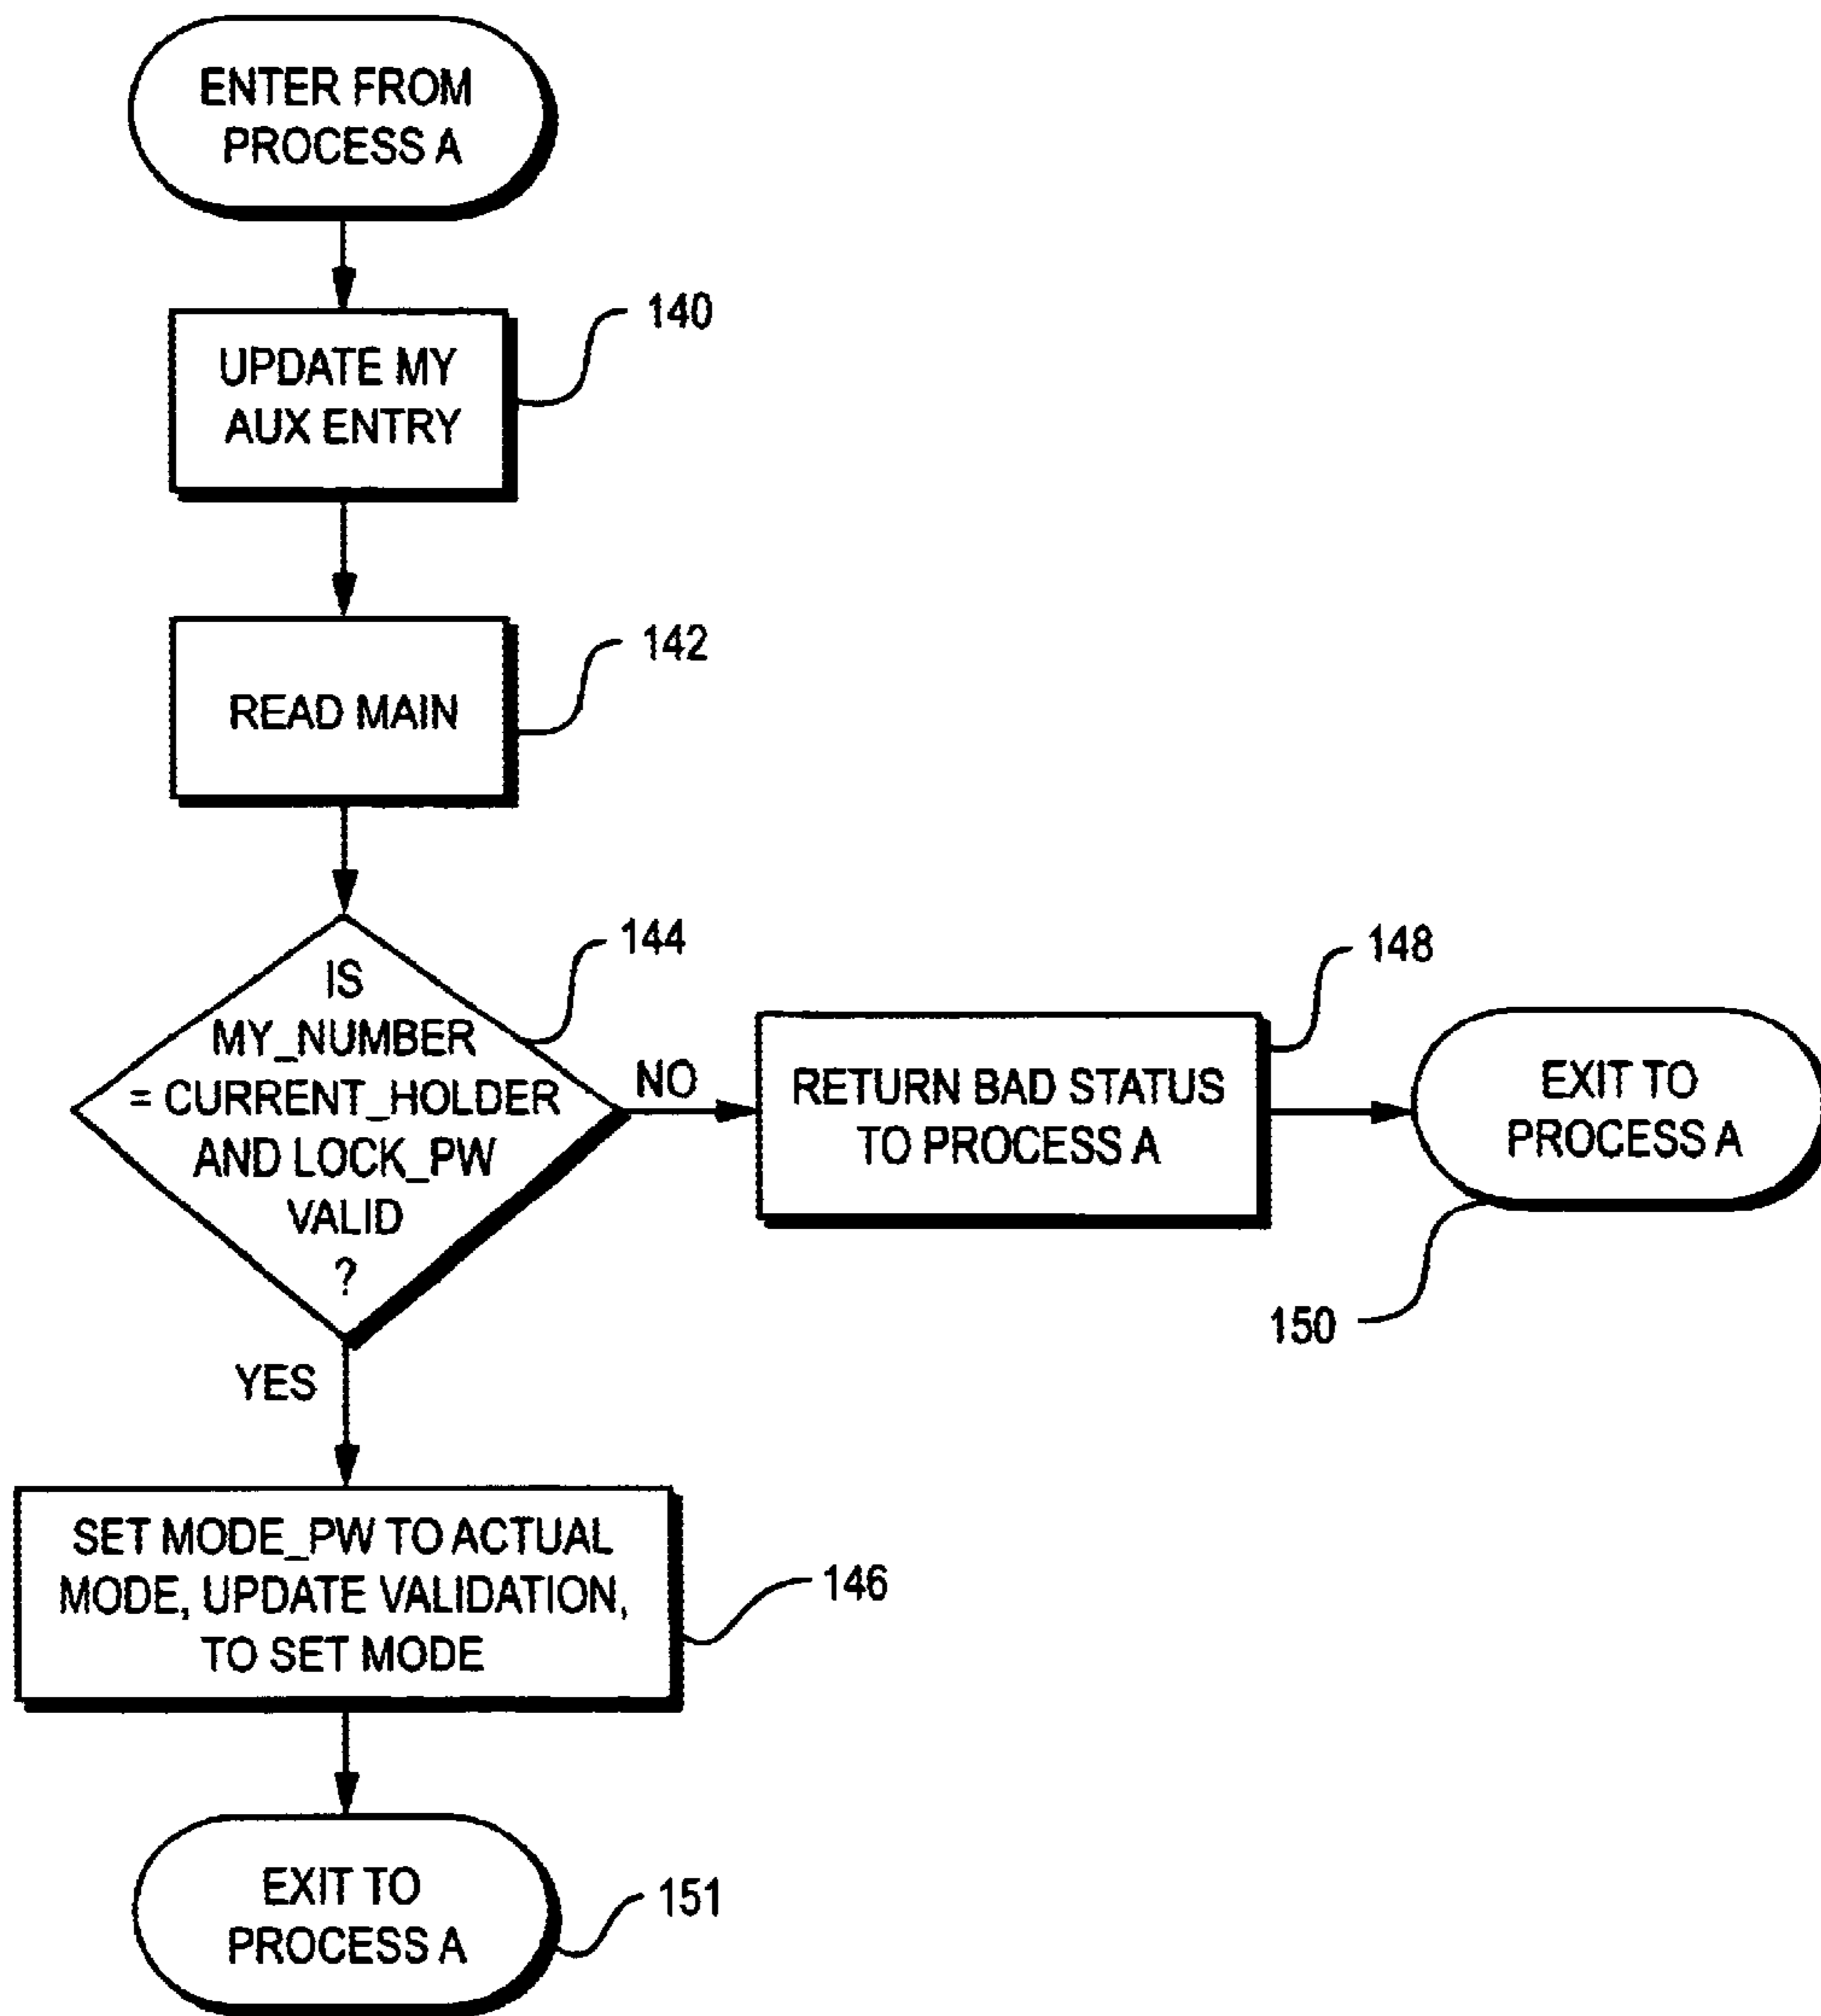 ENTER FROM
PROCESS A
140
UPDATE MY
AUX ENTRY
142
READ MAIN
144
IS
MY_NUMBER
= CURRENT_HOLDER
AND LOCK_PW
VALID
?
NO
148
RETURN BAD STATUS
TO PROCESS A
EXIT TO
PROCESS A
150
YES
SET MODE_PW TO ACTUAL
MODE, UPDATE VALIDATION,
TO SET MODE
146
EXIT TO
PROCESS A
151